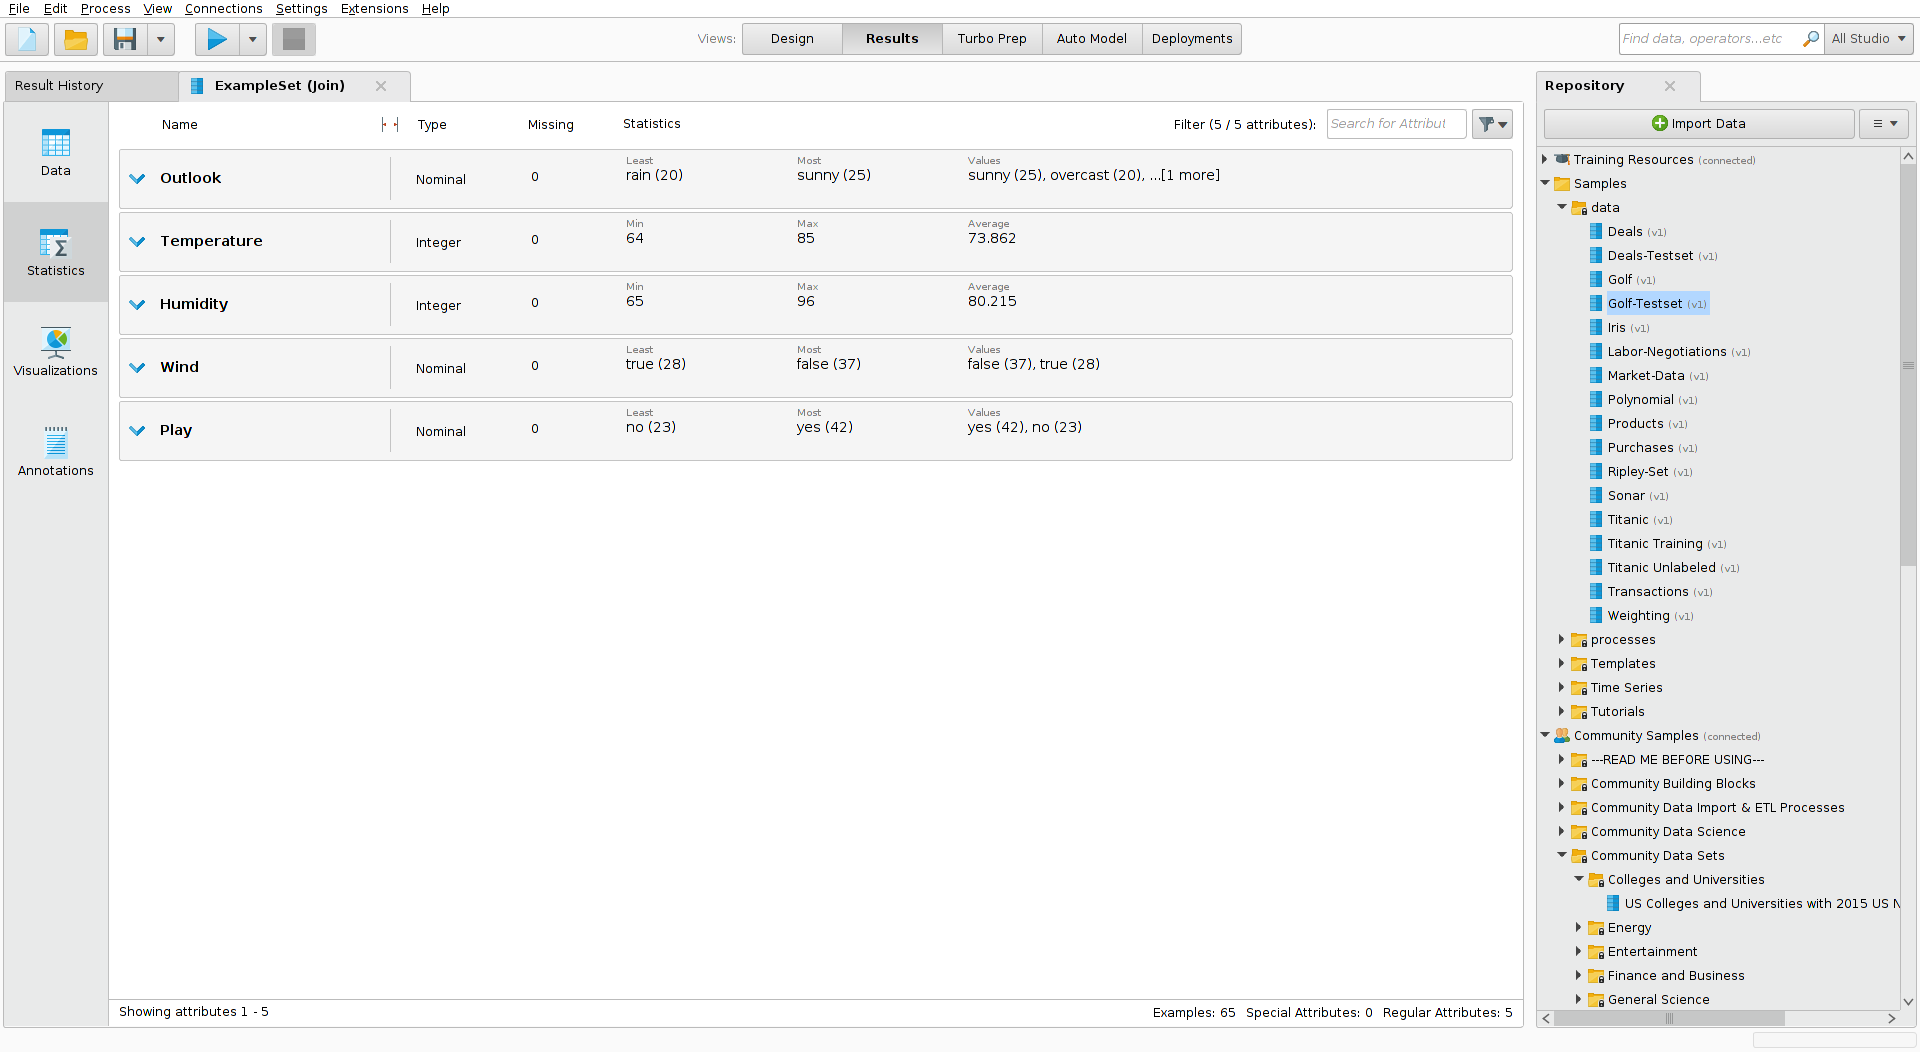 File Edit Process View Connections Settings Extensions Help
Views: Design Results Turbo Prep Auto Model Deployments
Find data, operators...etc All Studio
Result History
ExampleSet (Join)
Repository
Name Type Missing Statistics
Filter (5 / 5 attributes): Search for Attribut
Import Data
Data
Statistics
Visualizations
Annotations
Outlook Nominal 0
Least Most Values
rain (20) sunny (25) sunny (25), overcast (20), ...[1 more]
Temperature Integer 0
Min Max Average
64 85 73.862
Humidity Integer 0
Min Max Average
65 96 80.215
Wind Nominal 0
Least Most Values
true (28) false (37) false (37), true (28)
Play Nominal 0
Least Most Values
no (23) yes (42) yes (42), no (23)
Showing attributes 1 - 5
Examples: 65 Special Attributes: 0 Regular Attributes: 5
Training Resources (connected)
Samples
data
Deals (v1)
Deals-Testset (v1)
Golf (v1)
Golf-Testset (v1)
Iris (v1)
Labor-Negotiations (v1)
Market-Data (v1)
Polynomial (v1)
Products (v1)
Purchases (v1)
Ripley-Set (v1)
Sonar (v1)
Titanic (v1)
Titanic Training (v1)
Titanic Unlabeled (v1)
Transactions (v1)
Weighting (v1)
processes
Templates
Time Series
Tutorials
Community Samples (connected)
---READ ME BEFORE USING---
Community Building Blocks
Community Data Import & ETL Processes
Community Data Science
Community Data Sets
Colleges and Universities
US Colleges and Universities with 2015 US N
Energy
Entertainment
Finance and Business
General Science